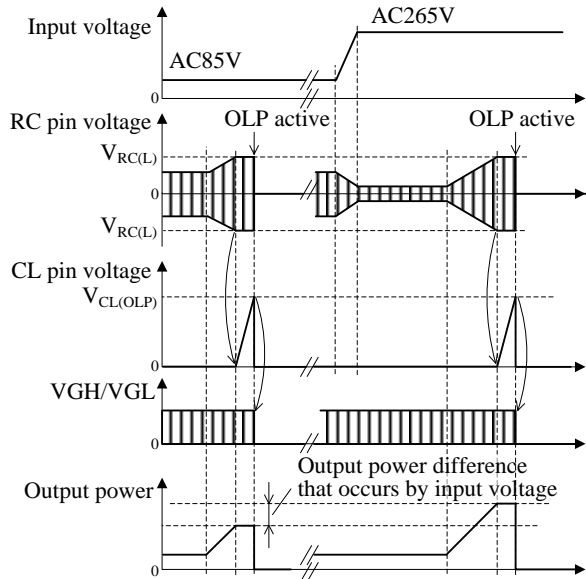 Input voltage
AC265V
AC85V
0
RC pin voltage
OLP active
OLP active
VRC(L)
0
VRC(L)
CL pin voltage
VCL(OLP)
0
VGH/VGL
0
Output power difference
that occurs by input voltage
Output power
0